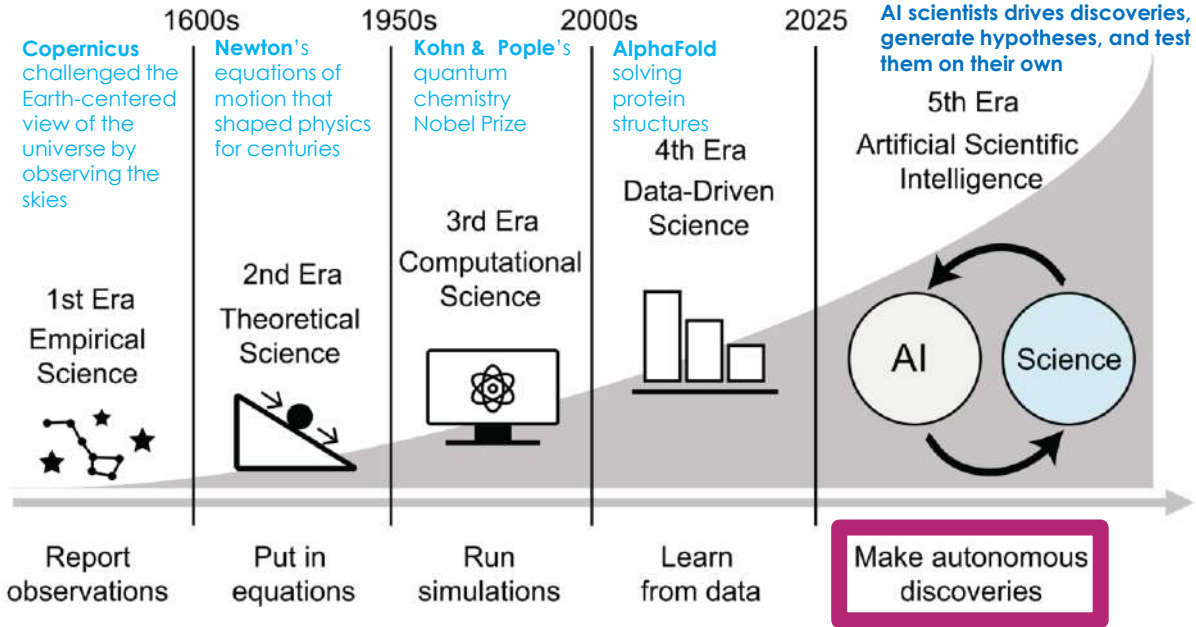 1600s
1950s
2000s
2025
Copernicus
challenged the
Earth-centered
view of the
universe by
observing the
skies
1st Era
Empirical
Science
Newton's
equations of
motion that
shaped physics
for centuries
2nd Era
Theoretical
Science
Kohn & Pople's
quantum
chemistry
Nobel Prize
3rd Era
Computational
Science
AlphaFold
solving
protein
structures
4th Era
Data-Driven
Science
AI scientists drives discoveries,
generate hypotheses, and test
them on their own
5th Era
Artificial Scientific
Intelligence
AI
Science
Report
observations
Put in
equations
Run
simulations
Learn
from data
Make autonomous
discoveries